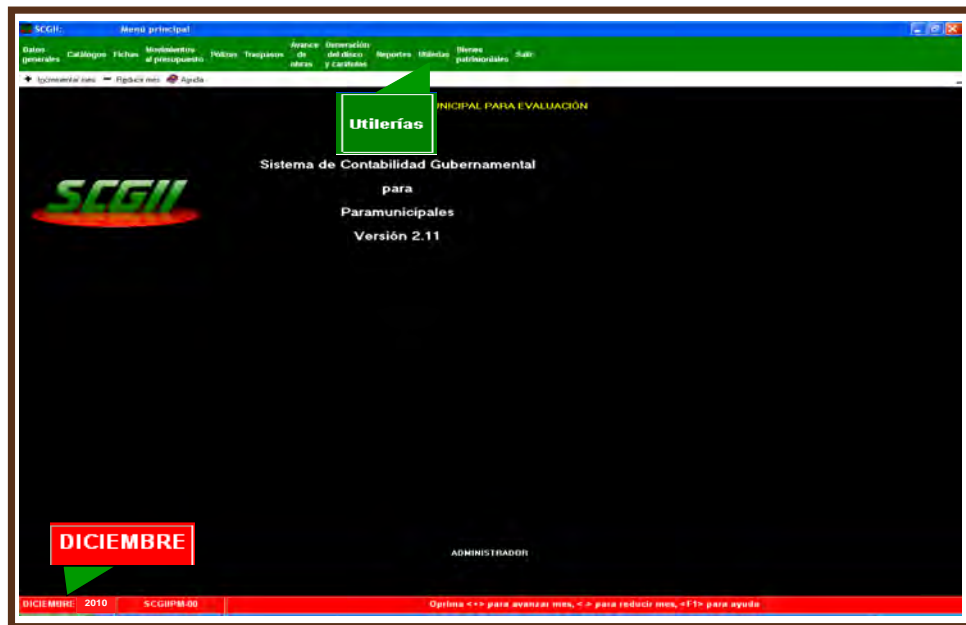 SCGII: Menú principal
Datos generales Catálogos Fichas Movimientos al presupuesto Pólizas Traspasos Avance de obras Generación del disco y carátulas Reportes Utilerías Bienes patrimoniales Salir
+ Incrementar mes − Reducir mes Ayuda
UNICIPAL PARA EVALUACIÓN
Utilerías
Sistema de Contabilidad Gubernamental
para
Paramunicipales
Versión 2.11
SCGII
DICIEMBRE
ADMINISTRADOR
DICIEMBRE 2010 SCGIIPM-00 Oprima <+> para avanzar mes, <-> para reducir mes, <F1> para ayuda